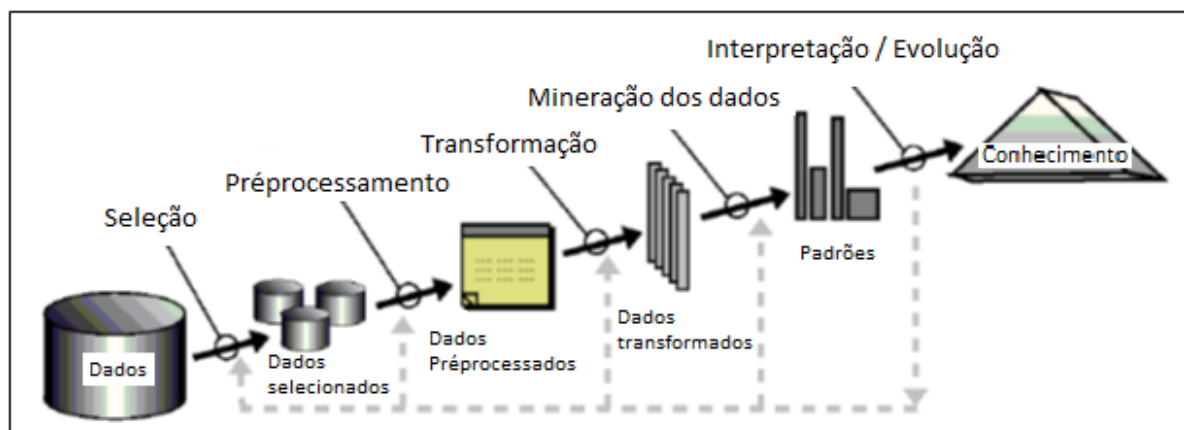 Interpretação / Evolução
Mineração dos dados
Transformação
Préprocessamento
Seleção
Dados
Dados
selecionados
Dados
Préprocessados
Dados
transformados
Padrões
Conhecimento